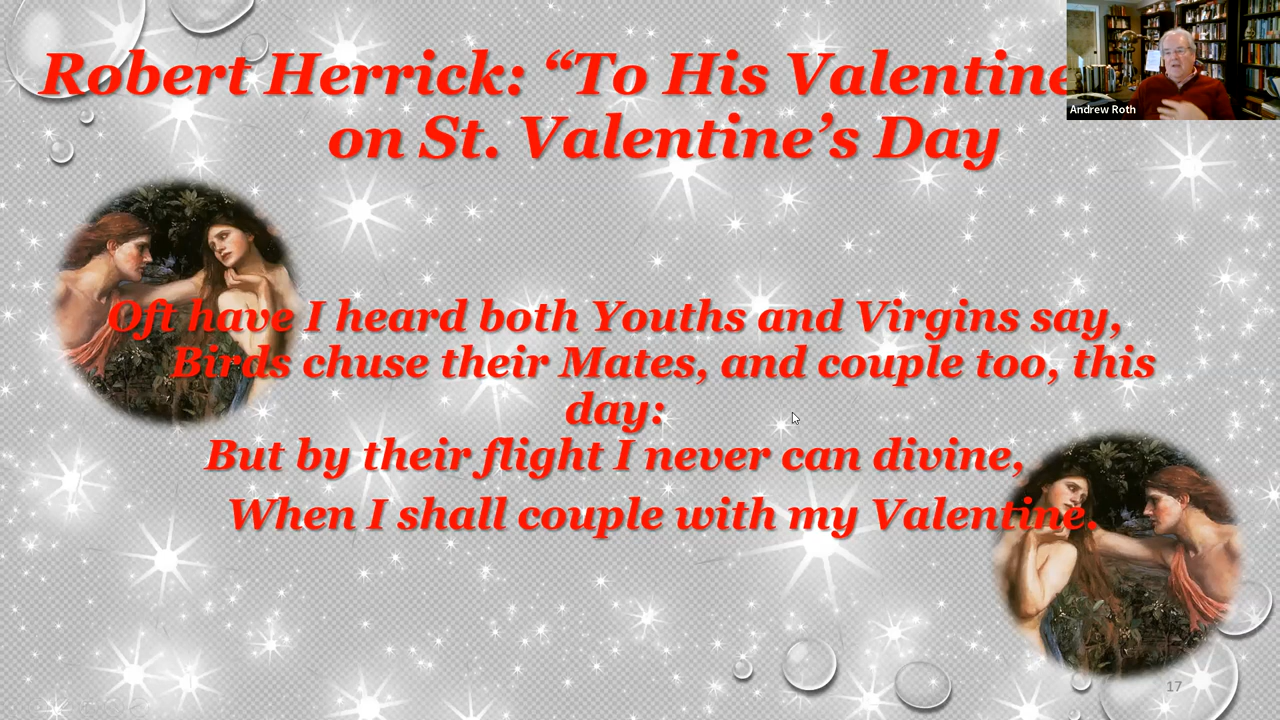 Robert Herrick: “To His Valentine
on St. Valentine’s Day
Andrew Roth
Oft have I heard both Youths and Virgins say,
Birds chuse their Mates, and couple too, this
day:
But by their flight I never can divine,
When I shall couple with my Valentine.
17